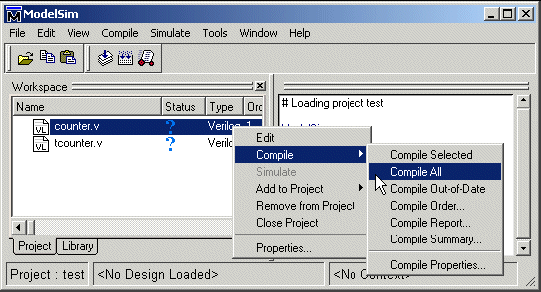 ModelSim
File Edit View Compile Simulate Tools Window Help
Workspace
Name Status Type Orc
# Loading project test
counter.v ? Verilog 1
tcounter.v ? Verilo
Edit
Compile
Simulate
Add to Project
Remove from Project
Close Project
Properties...
Compile Selected
Compile All
Compile Out-of-Date
Compile Order...
Compile Report...
Compile Summary...
Compile Properties...
Project Library
Project : test <No Design Loaded> <No Context>